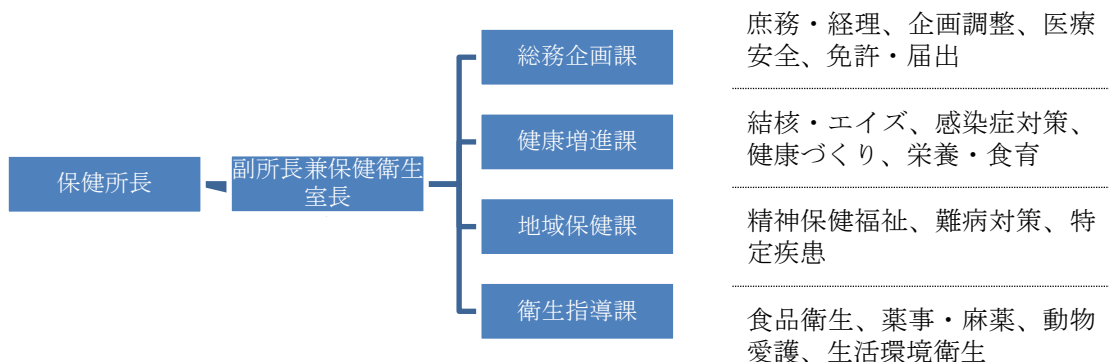 保健所長
副所長兼保健衛生
室長
総務企画課
庶務・経理、企画調整、医療
安全、免許・届出
健康増進課
結核・エイズ、感染症対策、
健康づくり、栄養・食育
地域保健課
精神保健福祉、難病対策、特
定疾患
衛生指導課
食品衛生、薬事・麻薬、動物
愛護、生活環境衛生